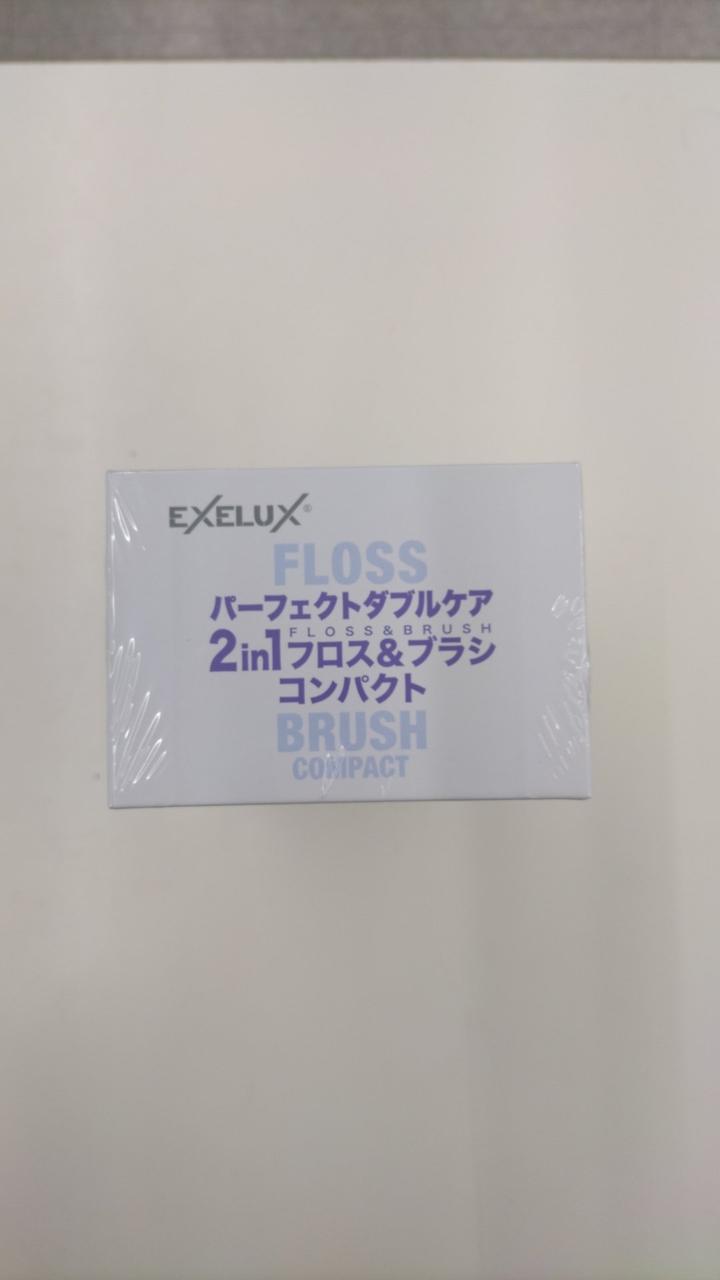 EXELUX®
FLOSS
パーフェクトダブルケア
FLOSS&BRUSH
2in1フロス&ブラシ
コンパクト
BRUSH
COMPACT